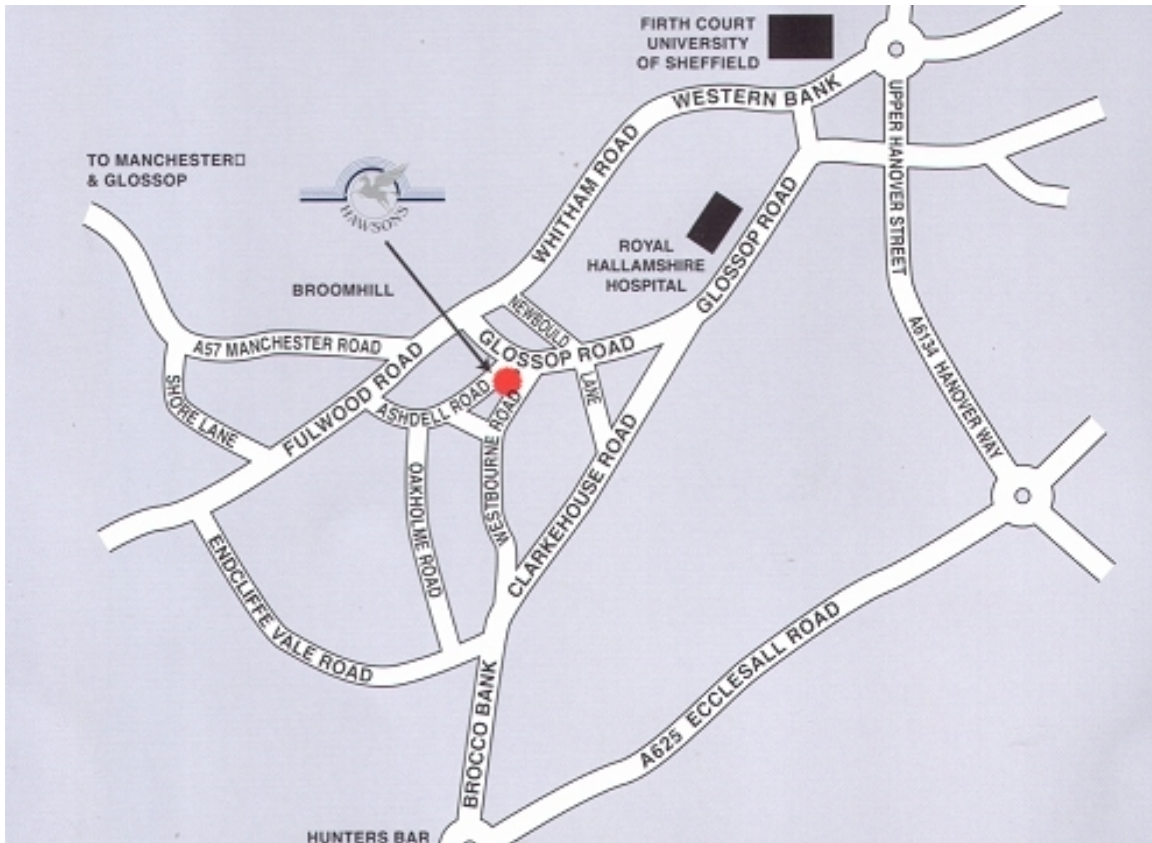 FIRTH COURT
UNIVERSITY
OF SHEFFIELD
WESTERN BANK
UPPER HANOVER STREET
TO MANCHESTER□
& GLOSSOP
HAWSONS
WHITHAM ROAD
ROYAL
HALLAMSHIRE
HOSPITAL
GLOSSOP ROAD
BROOMHILL
NEWBOULD
GLOSSOP ROAD
A57 MANCHESTER ROAD
A6134 HANOVER WAY
SHORE LANE
FULWOOD ROAD
ASHDELL ROAD
LANE
WESTBOURNE ROAD
OAKHOLME ROAD
CLARKEHOUSE ROAD
ENDCLIFFE VALE ROAD
BROCCO BANK
A625 ECCLESALL ROAD
HUNTERS BAR